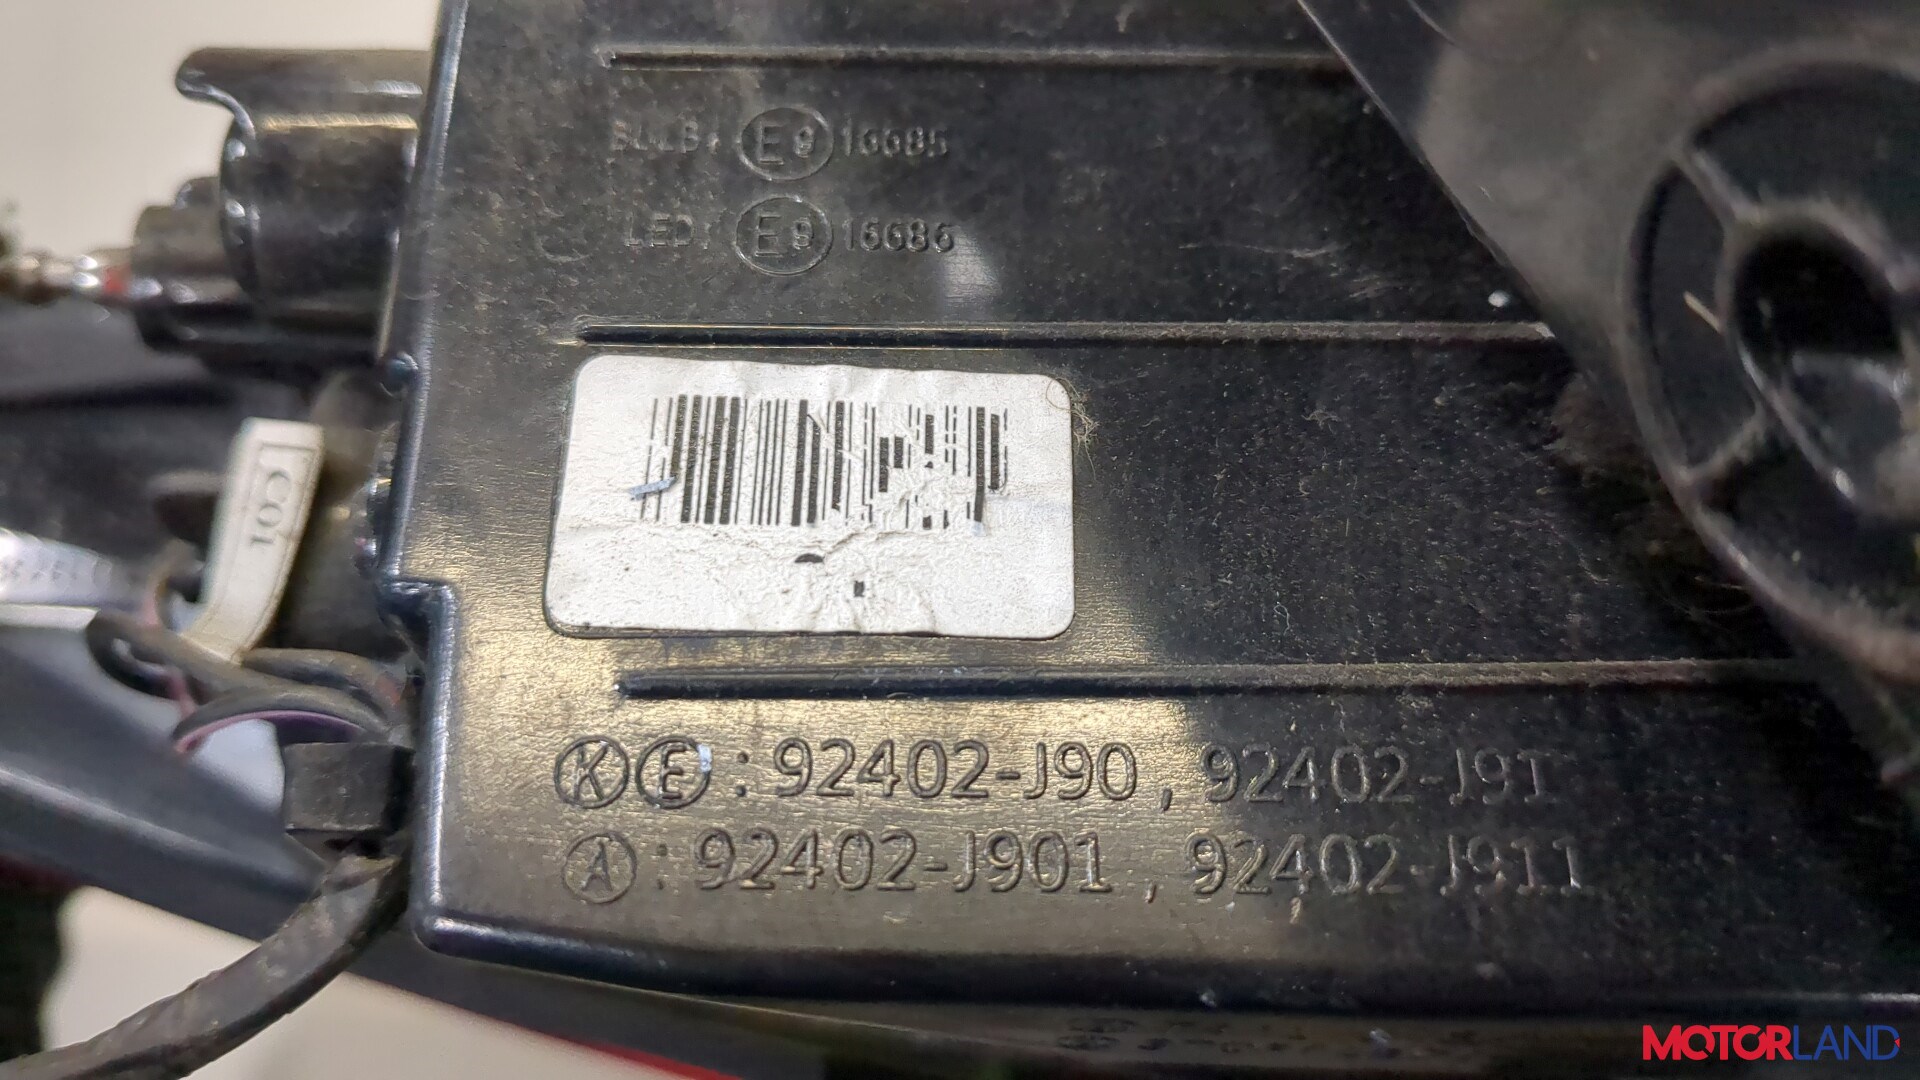 BULB: E9 16685
LED: E9 16686
C01
K E : 92402-J90 , 92402-J91
A : 92402-J901 , 92402-J911
MOTORLAND